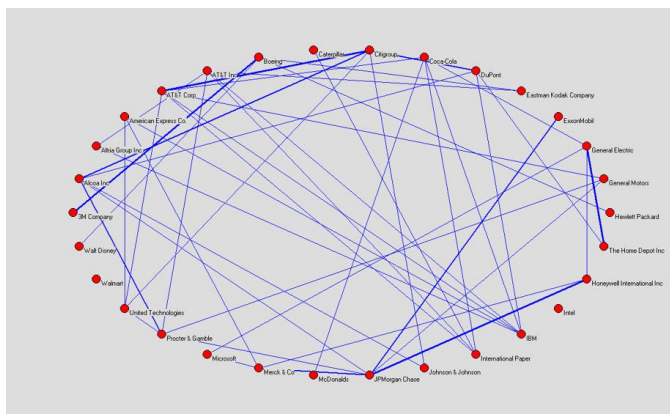 Caterpillar
Citigroup
Boeing
Coca-Cola
AT&T Inc
DuPont
AT&T Corp
Eastman Kodak Company
American Express Co.
ExxonMobil
Altria Group Inc
General Electric
Alcoa Inc
General Motors
3M Company
Hewlett Packard
Walt Disney
The Home Depot Inc
Walmart
Honeywell International Inc
United Technologies
Intel
Procter & Gamble
IBM
Microsoft
International Paper
Merck & Co
McDonalds
JPMorgan Chase
Johnson & Johnson